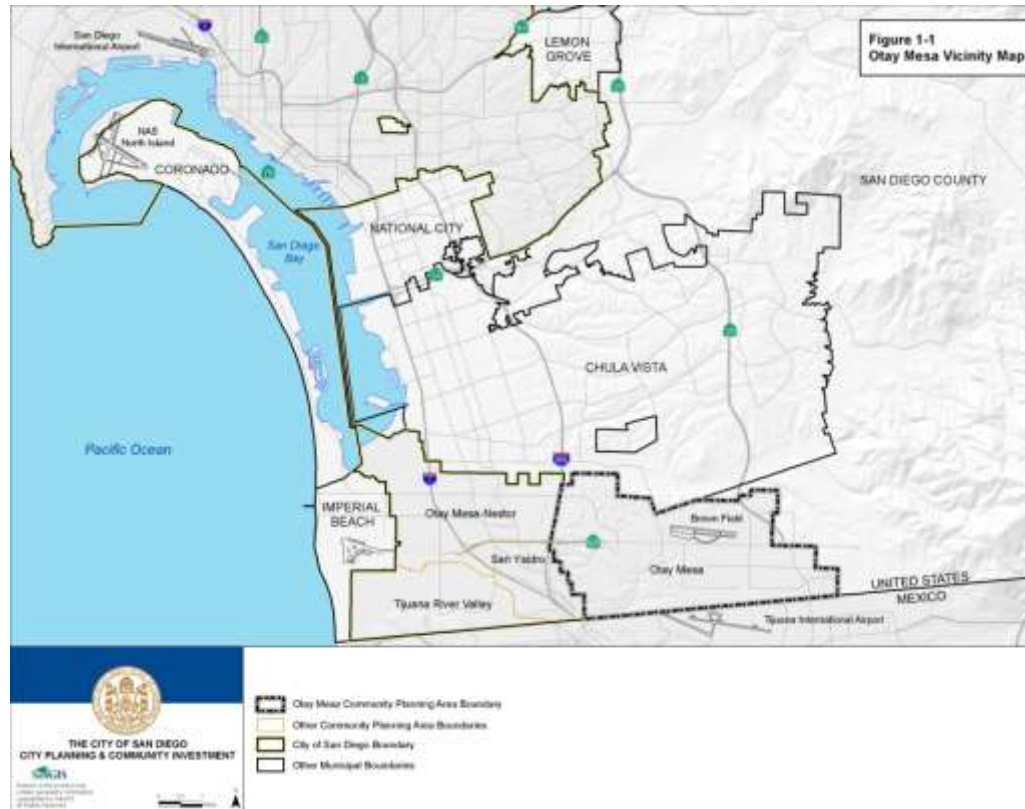 Figure 1-1
Otay Mesa Vicinity Map
San Diego
International Airport
LEMON
GROVE
NAS
North Island
CORONADO
SAN DIEGO COUNTY
NATIONAL CITY
San Diego
Bay
CHULA VISTA
Pacific Ocean
IMPERIAL
BEACH
Otay Mesa-Nestor
Brown Field
San Ysidro
Otay Mesa
Tijuana River Valley
UNITED STATES
MEXICO
Tijuana International Airport
THE CITY OF SAN DIEGO
CITY PLANNING & COMMUNITY INVESTMENT
Otay Mesa Community Planning Area Boundary
Other Community Planning Area Boundaries
City of San Diego Boundary
Other Municipal Boundaries